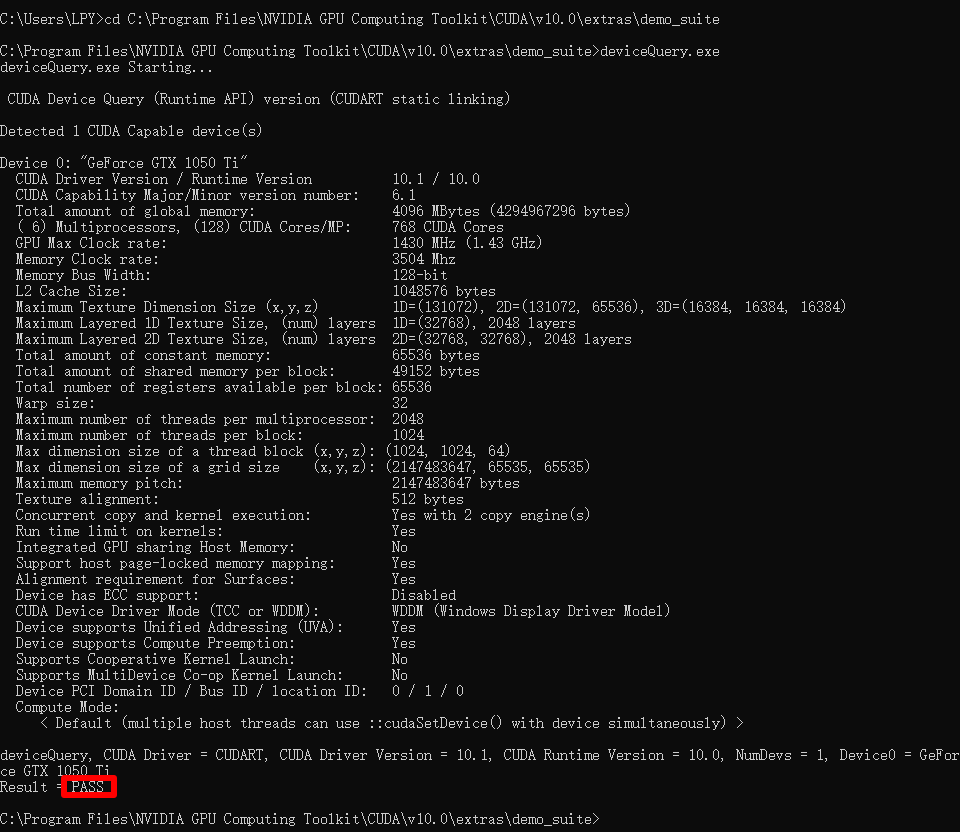 C:\Users\LPY>cd C:\Program Files\NVIDIA GPU Computing Toolkit\CUDA\v10.0\extras\demo_suite
C:\Program Files\NVIDIA GPU Computing Toolkit\CUDA\v10.0\extras\demo_suite>deviceQuery.exe
deviceQuery.exe Starting...
CUDA Device Query (Runtime API) version (CUDART static linking)
Detected 1 CUDA Capable device(s)
Device 0: "GeForce GTX 1050 Ti"
CUDA Driver Version / Runtime Version 10.1 / 10.0
CUDA Capability Major/Minor version number: 6.1
Total amount of global memory: 4096 MBytes (4294967296 bytes)
( 6) Multiprocessors, (128) CUDA Cores/MP: 768 CUDA Cores
GPU Max Clock rate: 1430 MHz (1.43 GHz)
Memory Clock rate: 3504 Mhz
Memory Bus Width: 128-bit
L2 Cache Size: 1048576 bytes
Maximum Texture Dimension Size (x,y,z) 1D=(131072), 2D=(131072, 65536), 3D=(16384, 16384, 16384)
Maximum Layered 1D Texture Size, (num) layers 1D=(32768), 2048 layers
Maximum Layered 2D Texture Size, (num) layers 2D=(32768, 32768), 2048 layers
Total amount of constant memory: 65536 bytes
Total amount of shared memory per block: 49152 bytes
Total number of registers available per block: 65536
Warp size: 32
Maximum number of threads per multiprocessor: 2048
Maximum number of threads per block: 1024
Max dimension size of a thread block (x,y,z): (1024, 1024, 64)
Max dimension size of a grid size (x,y,z): (2147483647, 65535, 65535)
Maximum memory pitch: 2147483647 bytes
Texture alignment: 512 bytes
Concurrent copy and kernel execution: Yes with 2 copy engine(s)
Run time limit on kernels: Yes
Integrated GPU sharing Host Memory: No
Support host page-locked memory mapping: Yes
Alignment requirement for Surfaces: Yes
Device has ECC support: Disabled
CUDA Device Driver Mode (TCC or WDDM): WDDM (Windows Display Driver Model)
Device supports Unified Addressing (UVA): Yes
Device supports Compute Preemption: Yes
Supports Cooperative Kernel Launch: No
Supports MultiDevice Co-op Kernel Launch: No
Device PCI Domain ID / Bus ID / location ID: 0 / 1 / 0
Compute Mode:
< Default (multiple host threads can use ::cudaSetDevice() with device simultaneously) >
deviceQuery, CUDA Driver = CUDART, CUDA Driver Version = 10.1, CUDA Runtime Version = 10.0, NumDevs = 1, Device0 = GeFor
ce GTX 1050 Ti
Result = PASS
C:\Program Files\NVIDIA GPU Computing Toolkit\CUDA\v10.0\extras\demo_suite>